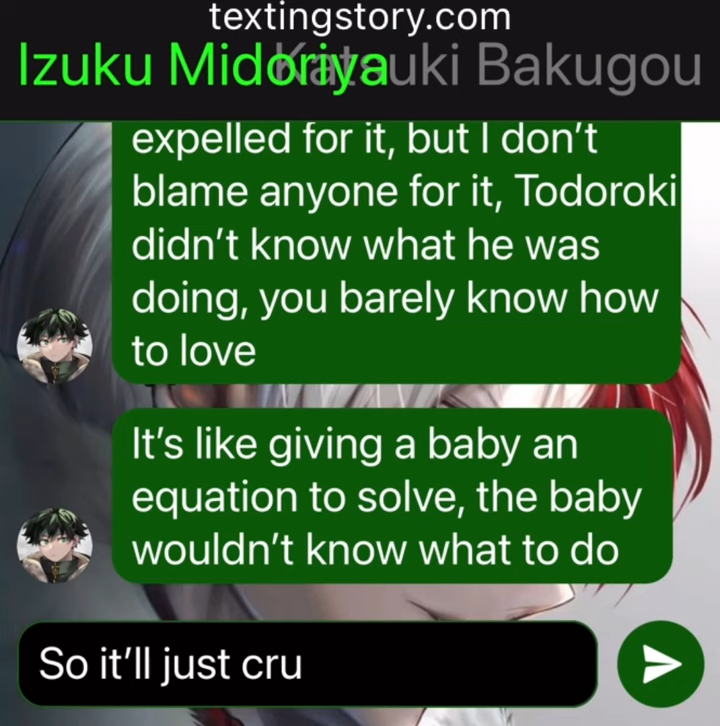 textingstory.com
Izuku Midoriya Katsuki Bakugou
expelled for it, but I don't
blame anyone for it, Todoroki
didn't know what he was
doing, you barely know how
to love
It's like giving a baby an
equation to solve, the baby
wouldn't know what to do
So it'll just cru